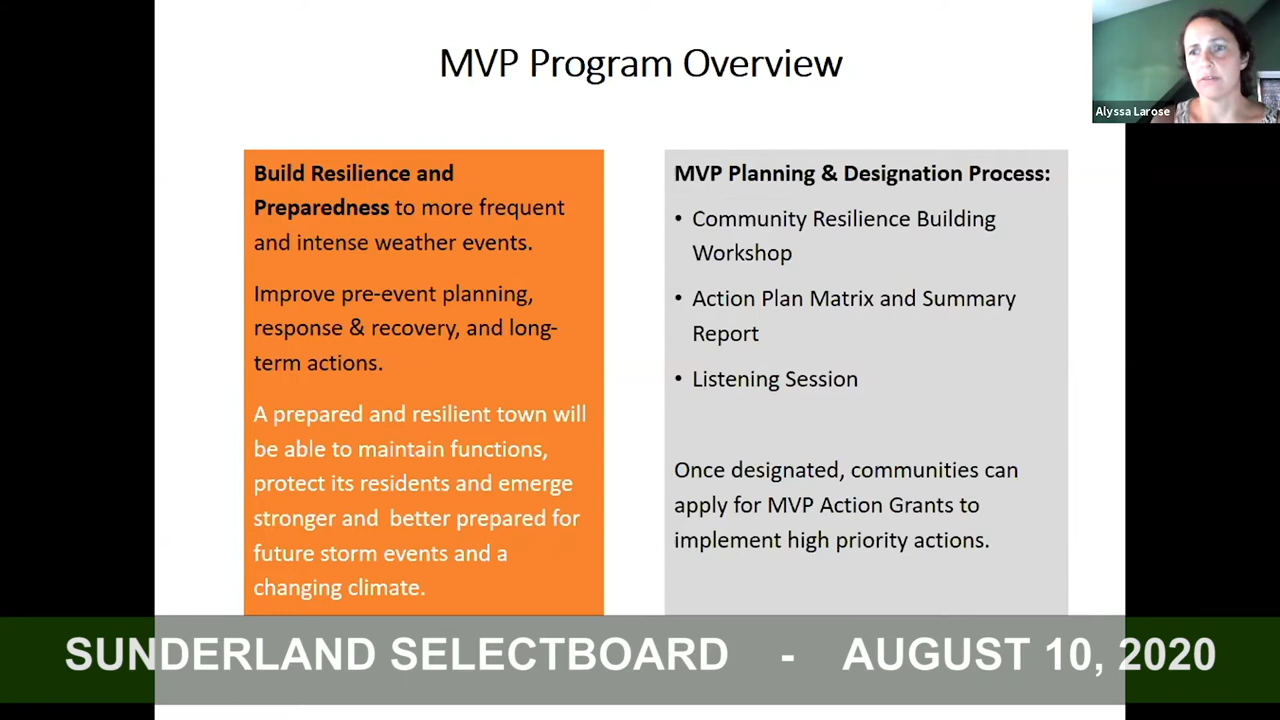 MVP Program Overview
Alyssa Larose
Build Resilience and
Preparedness to more frequent
and intense weather events.
Improve pre-event planning,
response & recovery, and long-
term actions.
A prepared and resilient town will
be able to maintain functions,
protect its residents and emerge
stronger and better prepared for
future storm events and a
changing climate.
MVP Planning & Designation Process:
• Community Resilience Building
Workshop
• Action Plan Matrix and Summary
Report
• Listening Session
Once designated, communities can
apply for MVP Action Grants to
implement high priority actions.
SUNDERLAND SELECTBOARD - AUGUST 10, 2020